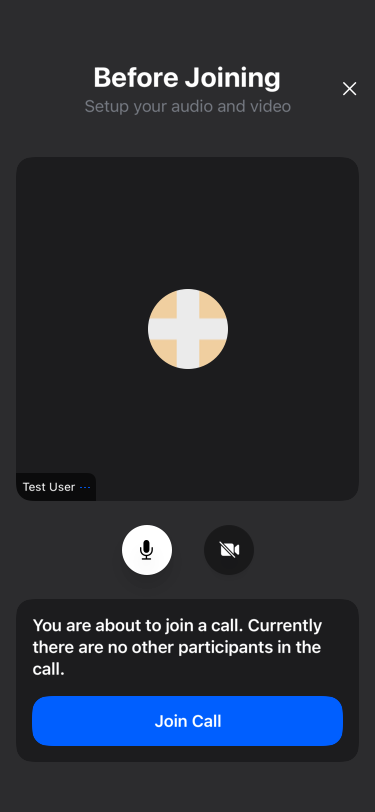 Before Joining
Setup your audio and video
Test User ...
You are about to join a call. Currently
there are no other participants in the
call.
Join Call